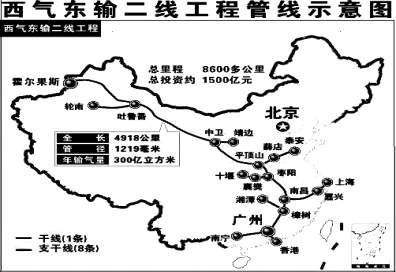 西气东输二线工程管线示意图
西气东输二线工程
总里程 8600多公里
总投资约 1500亿元
霍尔果斯
轮南
吐鲁番
北京
全长 4918公里
管径 1219毫米
年输气量 300亿立方米
中卫
靖边
泰安
薛店
平顶山
十堰
襄樊
枣阳
上海
南昌
嘉兴
湘潭
樟树
广州
南宁
香港
干线(1条)
支干线(8条)